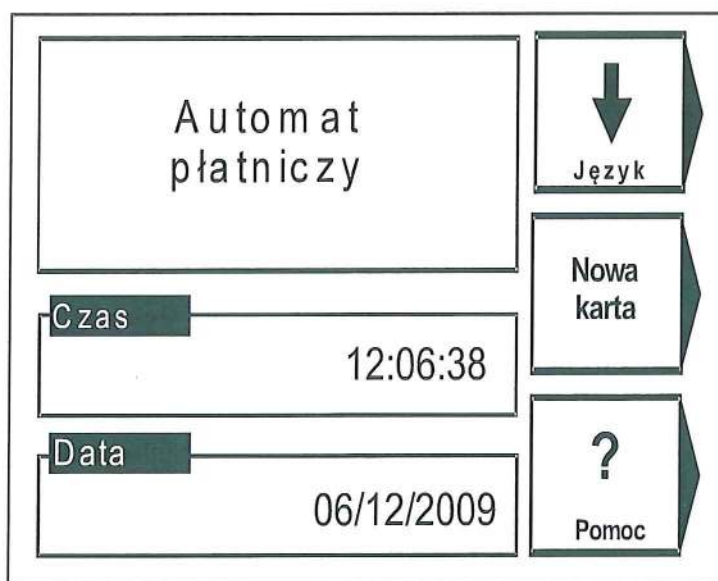 Automat
płatniczy
Język
Nowa
karta
Czas
12:06:38
Data
06/12/2009
?
Pomoc